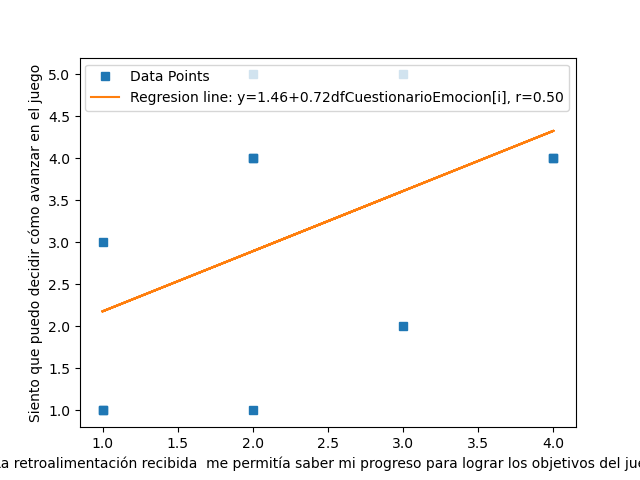 5.0
4.5
4.0
3.5
3.0
2.5
2.0
1.5
1.0
Siento que puedo decidir cómo avanzar en el juego
Data Points
Regresion line: y=1.46+0.72dfCuestionarioEmocion[i], r=0.50
1.0 1.5 2.0 2.5 3.0 3.5 4.0
a retroalimentación recibida  me permitía saber mi progreso para lograr los objetivos del jue